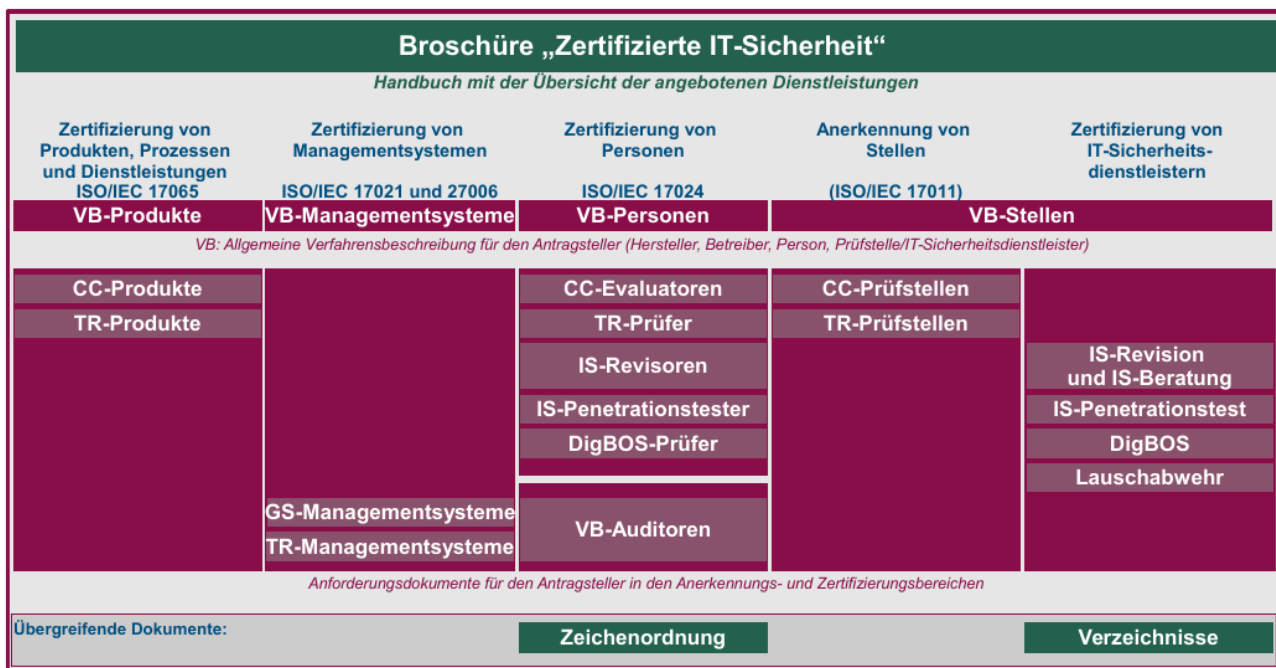 Broschüre „Zertifizierte IT-Sicherheit“
Handbuch mit der Übersicht der angebotenen Dienstleistungen
Zertifizierung von
Produkten, Prozessen
und Dienstleistungen
ISO/IEC 17065
Zertifizierung von
Managementsystemen
ISO/IEC 17021 und 27006
Zertifizierung von
Personen
ISO/IEC 17024
Anerkennung von
Stellen
(ISO/IEC 17011)
Zertifizierung von
IT-Sicherheits-
dienstleistern
VB-Produkte
VB-Managementsysteme
VB-Personen
VB-Stellen
VB: Allgemeine Verfahrensbeschreibung für den Antragsteller (Hersteller, Betreiber, Person, Prüfstelle/IT-Sicherheitsdienstleister)
CC-Produkte
TR-Produkte
GS-Managementsysteme
TR-Managementsysteme
CC-Evaluatoren
TR-Prüfer
IS-Revisoren
IS-Penetrationstester
DigBOS-Prüfer
VB-Auditoren
CC-Prüfstellen
TR-Prüfstellen
IS-Revision
und IS-Beratung
IS-Penetrationstest
DigBOS
Lauschabwehr
Anforderungsdokumente für den Antragsteller in den Anerkennungs- und Zertifizierungsbereichen
Übergreifende Dokumente:
Zeichenordnung
Verzeichnisse